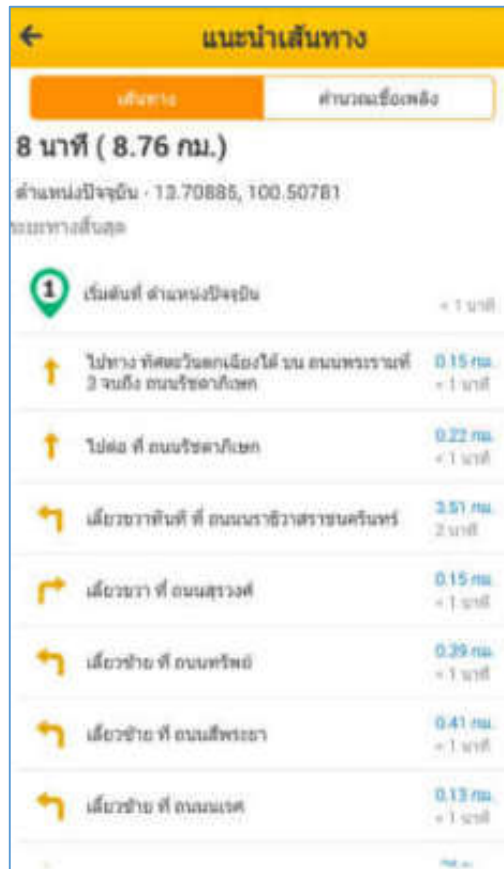 แนะนำเส้นทาง
เส้นทาง
คำนวณเชื้อเพลิง
8 นาที ( 8.76 กม.)
ตำแหน่งปัจจุบัน - 13.70885, 100.50781
ระยะทางสั้นสุด
1
เริ่มต้นที่ ตำแหน่งปัจจุบัน
< 1 นาที
ไปทาง ทิศตะวันตกเฉียงใต้ บน ถนนพระรามที่
3 จนถึง ถนนรัชดาภิเษก
0.15 กม.
< 1 นาที
ไปต่อ ที่ ถนนรัชดาภิเษก
0.22 กม.
< 1 นาที
เลี้ยวขวาทันที ที่ ถนนนราธิวาสราชนครินทร์
3.51 กม.
2 นาที
เลี้ยวขวา ที่ ถนนสุรวงศ์
0.15 กม.
< 1 นาที
เลี้ยวซ้าย ที่ ถนนทรัพย์
0.39 กม.
< 1 นาที
เลี้ยวซ้าย ที่ ถนนสี่พระยา
0.41 กม.
< 1 นาที
เลี้ยวซ้าย ที่ ถนนนเรศ
0.13 กม.
< 1 นาที